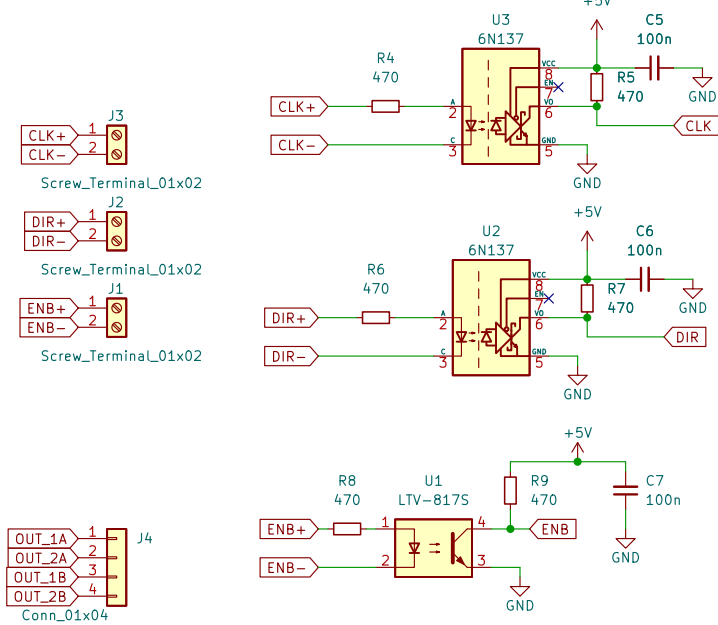 +5V
U3
6N137
C5
100n
R4
470
VCC
8
EN
7
R5
470
GND
CLK+
A
2
VO
6
CLK
J3
CLK+ 1
CLK- 2
CLK-
C
3
GND
5
GND
Screw_Terminal_01x02
J2
DIR+ 1
DIR- 2
Screw_Terminal_01x02
+5V
U2
6N137
C6
100n
R6
470
VCC
8
EN
7
R7
470
GND
J1
ENB+ 1
ENB- 2
DIR+
A
2
VO
6
DIR
Screw_Terminal_01x02
DIR-
C
3
GND
5
GND
+5V
R8
470
U1
LTV-817S
R9
470
C7
100n
ENB+
1
4
ENB
ENB-
2
3
GND
GND
J4
OUT_1A 1
OUT_2A 2
OUT_1B 3
OUT_2B 4
Conn_01x04